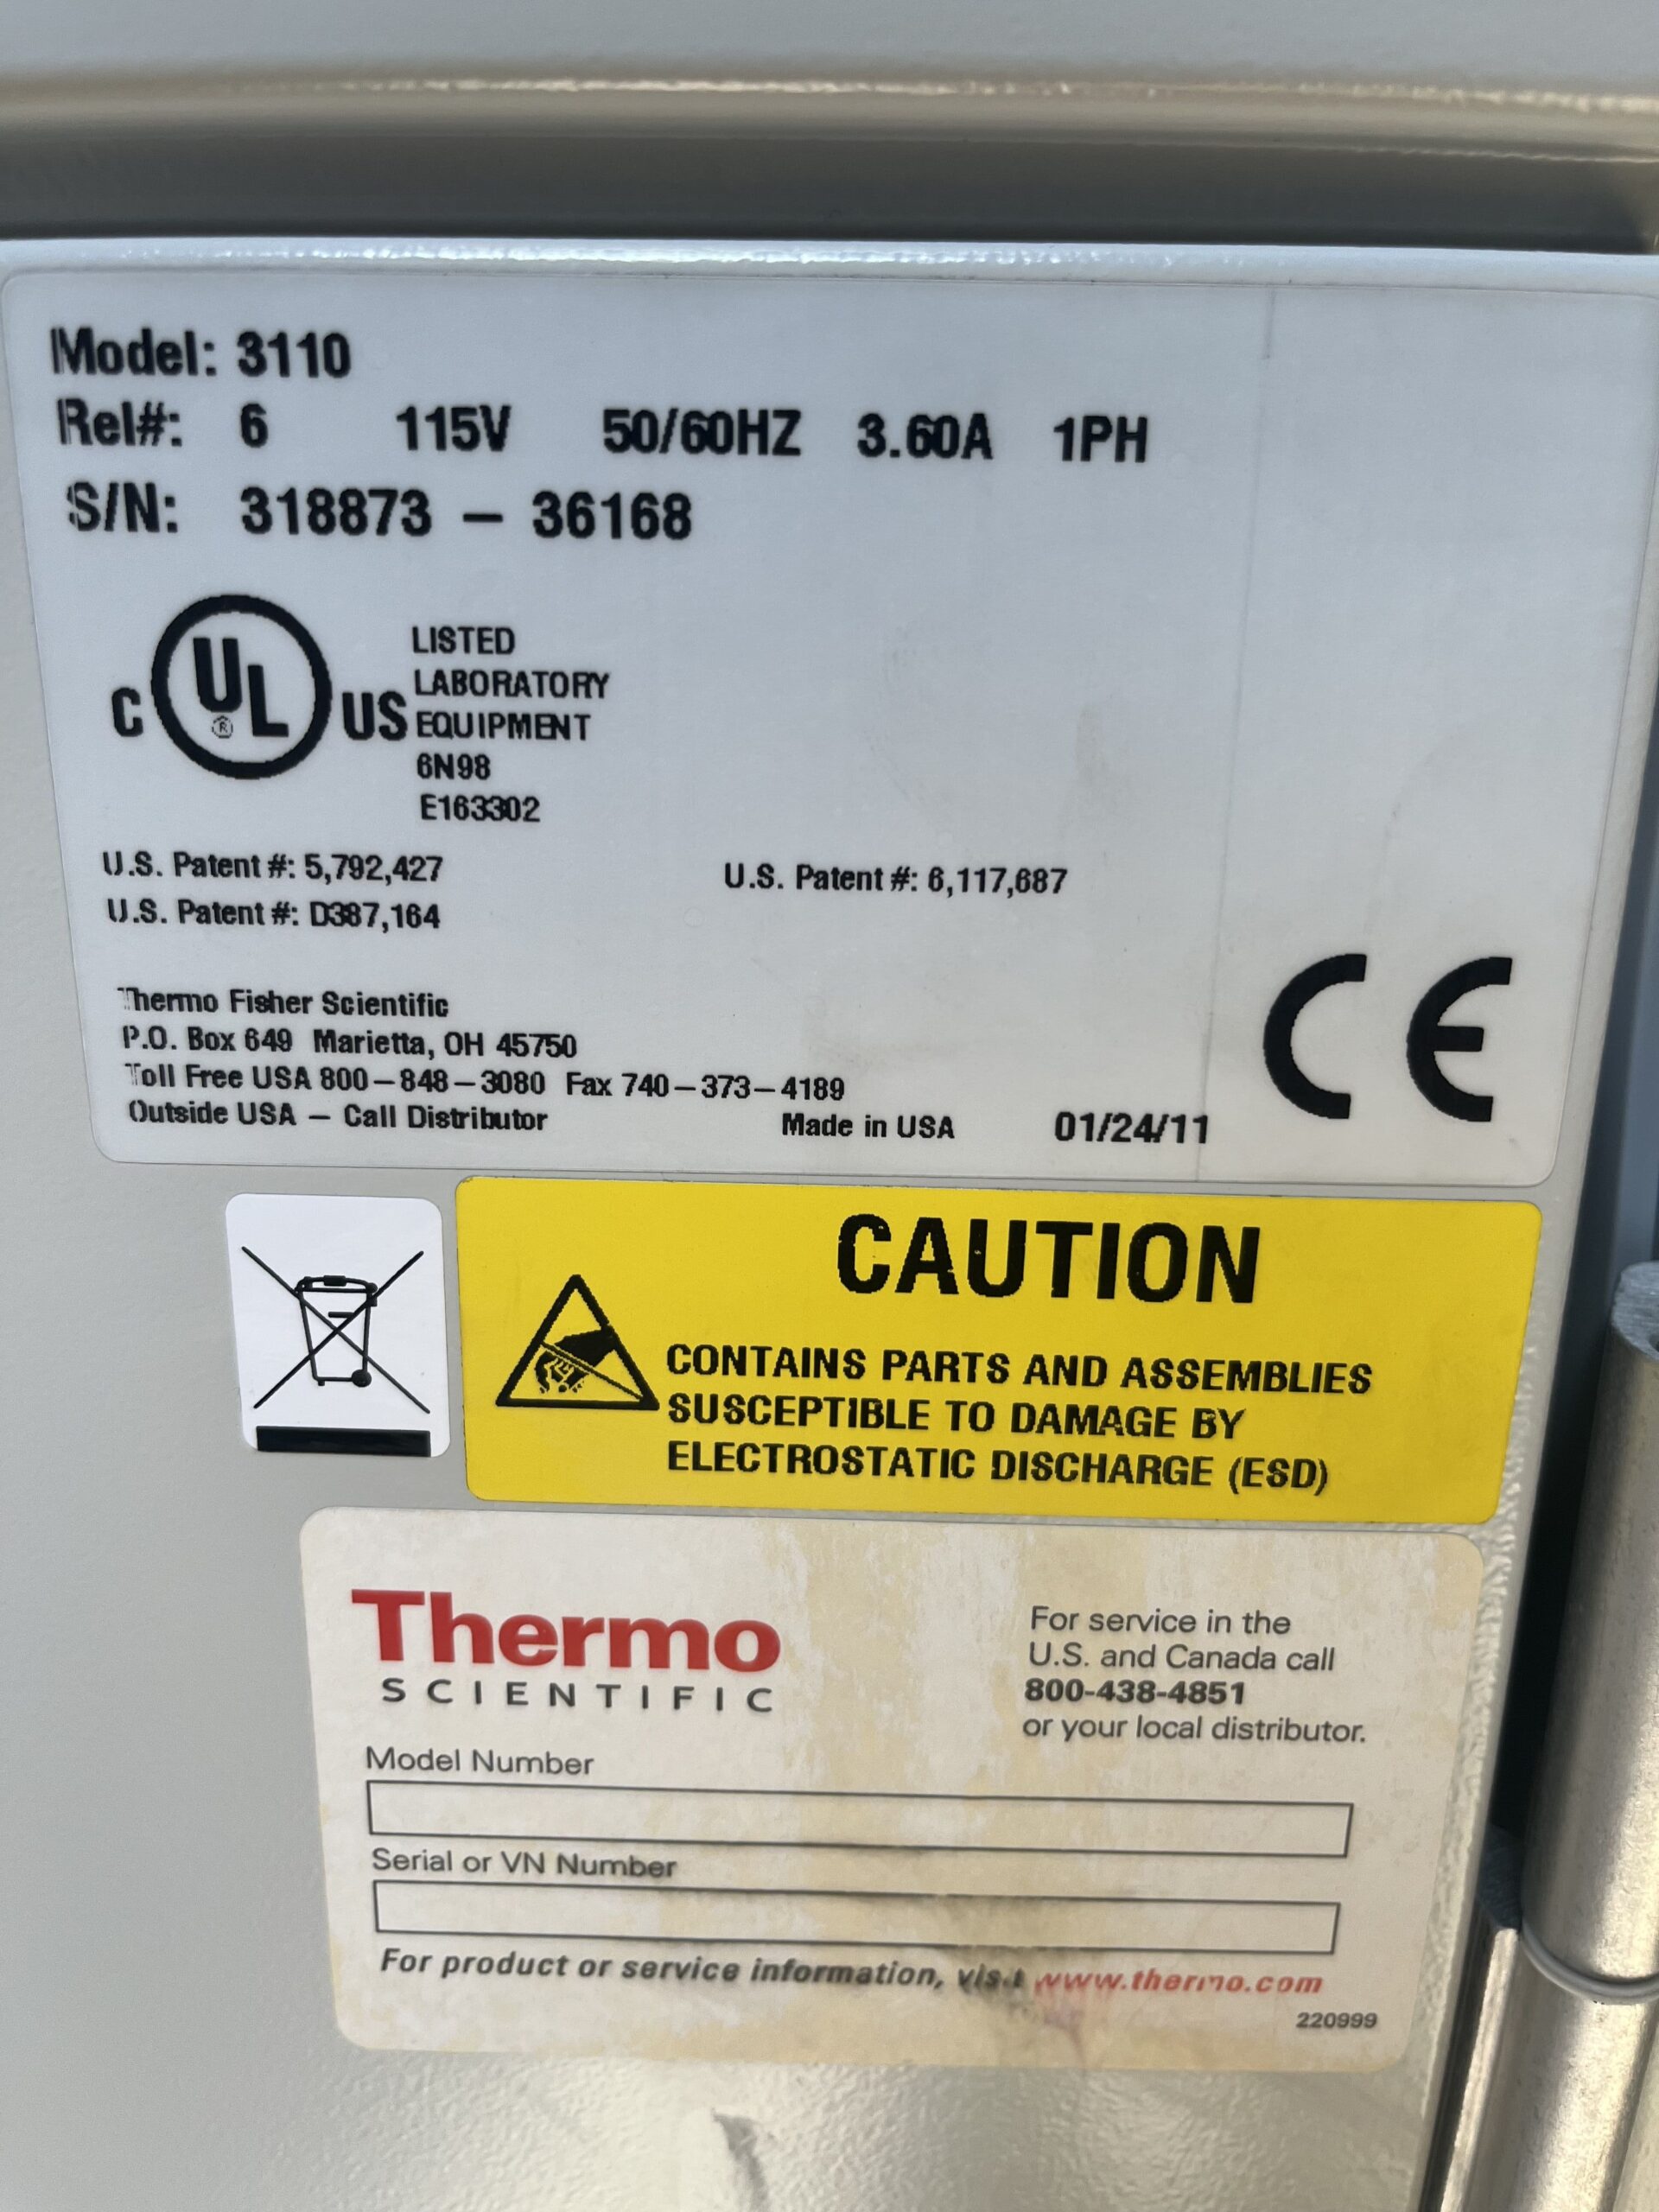 Model: 3110
Rel#: 6 115V 50/60HZ 3.60A 1PH
S/N: 318873 – 36168
C UL® US
LISTED
LABORATORY
EQUIPMENT
6N98
E163302
U.S. Patent #: 5,792,427 U.S. Patent #: 6,117,687
U.S. Patent #: D387,164
Thermo Fisher Scientific
P.O. Box 649 Marietta, OH 45750
Toll Free USA 800–848–3080 Fax 740–373–4189
Outside USA – Call Distributor Made in USA 01/24/11
CE
CAUTION
CONTAINS PARTS AND ASSEMBLIES
SUSCEPTIBLE TO DAMAGE BY
ELECTROSTATIC DISCHARGE (ESD)
Thermo
SCIENTIFIC
For service in the
U.S. and Canada call
800-438-4851
or your local distributor.
Model Number
Serial or VN Number
For product or service information, visit www.thermo.com
220999